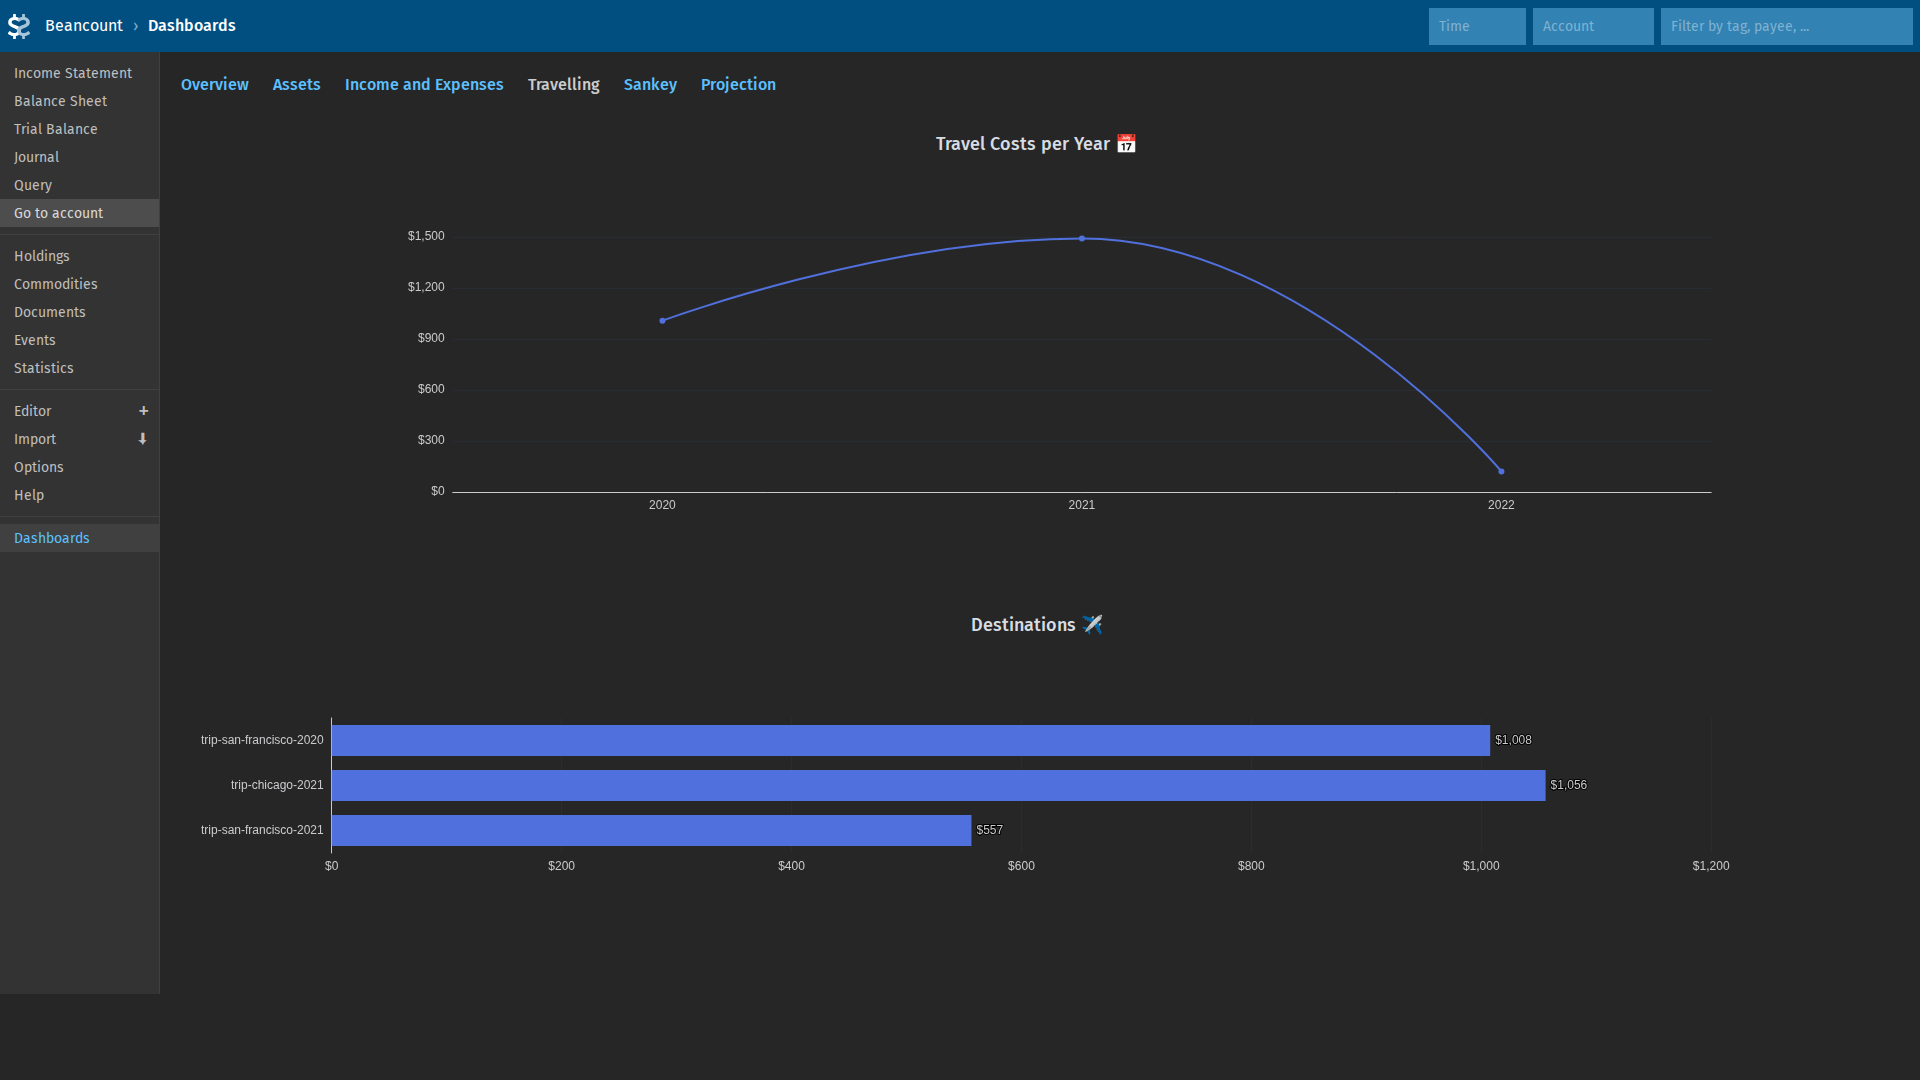 Beancount › Dashboards
Time
Account
Filter by tag, payee, ...
Income Statement
Balance Sheet
Trial Balance
Journal
Query
Go to account
Holdings
Commodities
Documents
Events
Statistics
Editor +
Import ⬇
Options
Help
Dashboards
Overview Assets Income and Expenses Travelling Sankey Projection
Travel Costs per Year 📅
$1,500
$1,200
$900
$600
$300
$0
2020 2021 2022
Destinations ✈️
trip-san-francisco-2020 $1,008
trip-chicago-2021 $1,056
trip-san-francisco-2021 $557
$0 $200 $400 $600 $800 $1,000 $1,200